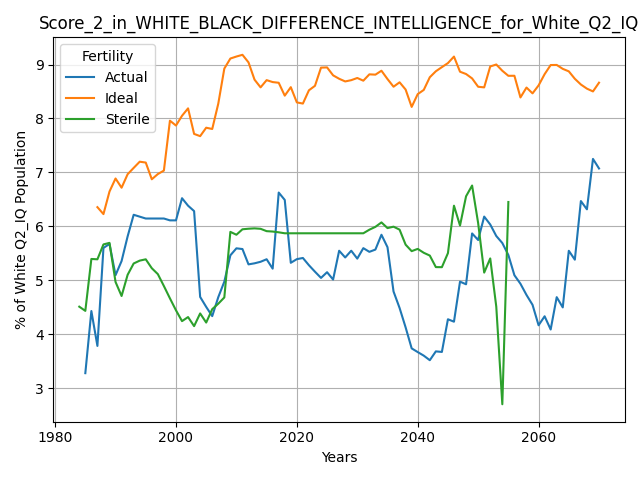 Score_2_in_WHITE_BLACK_DIFFERENCE_INTELLIGENCE_for_White_Q2_IQ
Fertility
Actual
Ideal
Sterile
% of White Q2_IQ Population
9
8
7
6
5
4
3
1980 2000 2020 2040 2060
Years